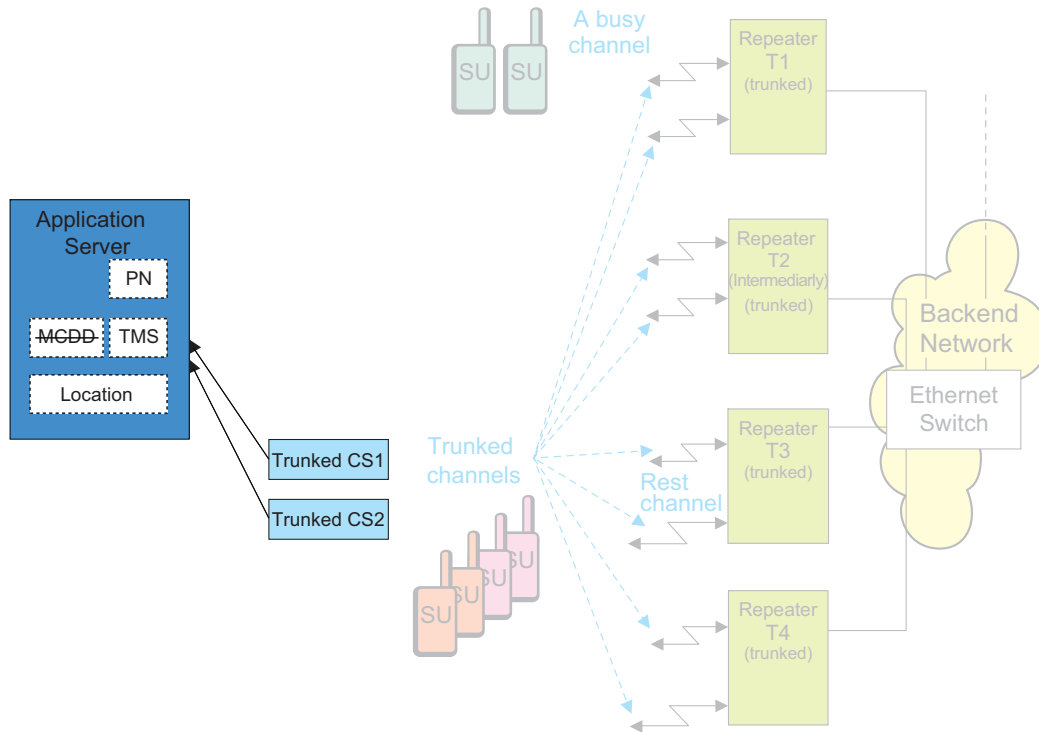 A busy
channel
SU
SU
Repeater
T1
(trunked)
Application
Server
PN
MCDD
TMS
Location
Repeater
T2
(Intermediarly)
(trunked)
Backend
Network
Ethernet
Switch
Trunked CS1
Trunked CS2
Trunked
channels
Rest
channel
Repeater
T3
(trunked)
SU
SU
SU
SU
Repeater
T4
(trunked)